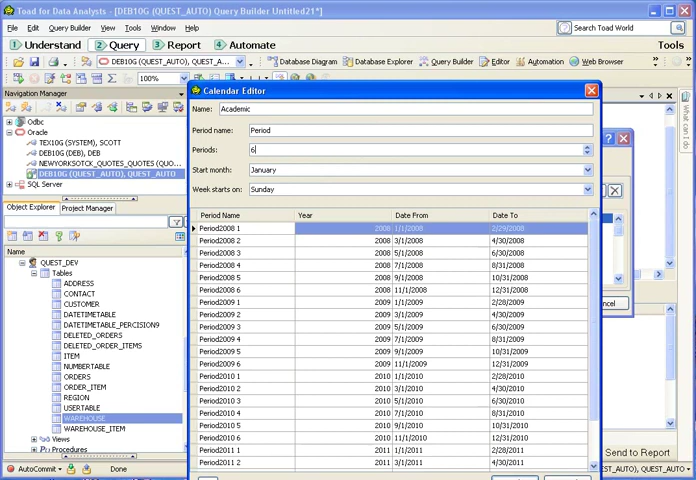 Toad for Data Analysts - [DEB10G (QUEST_AUTO) Query Builder Untitled21*]
File Edit Query Builder Tools Window Help
Search Toad World
1 Understand 2 Query 3 Report 4 Automate
Tools
DEB10G (QUEST_AUTO), QUEST_A...
Database Diagram Database Explorer Query Builder Editor Automation Web Browser
100%
Navigation Manager
Odbc
Oracle
TEX10G (SYSTEM), SCOTT
DEB10G (DEB), DEB
NEWYORKSOTCK_QUOTES_QUOTES (QUO...
DEB10G (QUEST_AUTO), QUEST_AUTO
SQL Server
Object Explorer Project Manager
Name
QUEST_DEV
Tables
ADDRESS
CONTACT
CUSTOMER
DATETIMETABLE
DATETIMETABLE_PERCISION9
DELETED_ORDERS
DELETED_ORDER_ITEMS
ITEM
NUMBERTABLE
ORDERS
ORDER_ITEM
REGION
USERTABLE
WAREHOUSE
WAREHOUSE_ITEM
Views
Procedures
AutoCommit Done
Calendar Editor
Name: Academic
Period name: Period
Periods: 6
Start month: January
Week starts on: Sunday
Period Name Year Date From Date To
Period2008 1 2008 1/1/2008 2/29/2008
Period2008 2 2008 3/1/2008 4/30/2008
Period2008 3 2008 5/1/2008 6/30/2008
Period2008 4 2008 7/1/2008 8/31/2008
Period2008 5 2008 9/1/2008 10/31/2008
Period2008 6 2008 11/1/2008 12/31/2008
Period2009 1 2009 1/1/2009 2/28/2009
Period2009 2 2009 3/1/2009 4/30/2009
Period2009 3 2009 5/1/2009 6/30/2009
Period2009 4 2009 7/1/2009 8/31/2009
Period2009 5 2009 9/1/2009 10/31/2009
Period2009 6 2009 11/1/2009 12/31/2009
Period2010 1 2010 1/1/2010 2/28/2010
Period2010 2 2010 3/1/2010 4/30/2010
Period2010 3 2010 5/1/2010 6/30/2010
Period2010 4 2010 7/1/2010 8/31/2010
Period2010 5 2010 9/1/2010 10/31/2010
Period2010 6 2010 11/1/2010 12/31/2010
Period2011 1 2011 1/1/2011 2/28/2011
Period2011 2 2011 3/1/2011 4/30/2011
What can I do
ncel
Send to Report
ST_AUTO), QUEST_AUTO